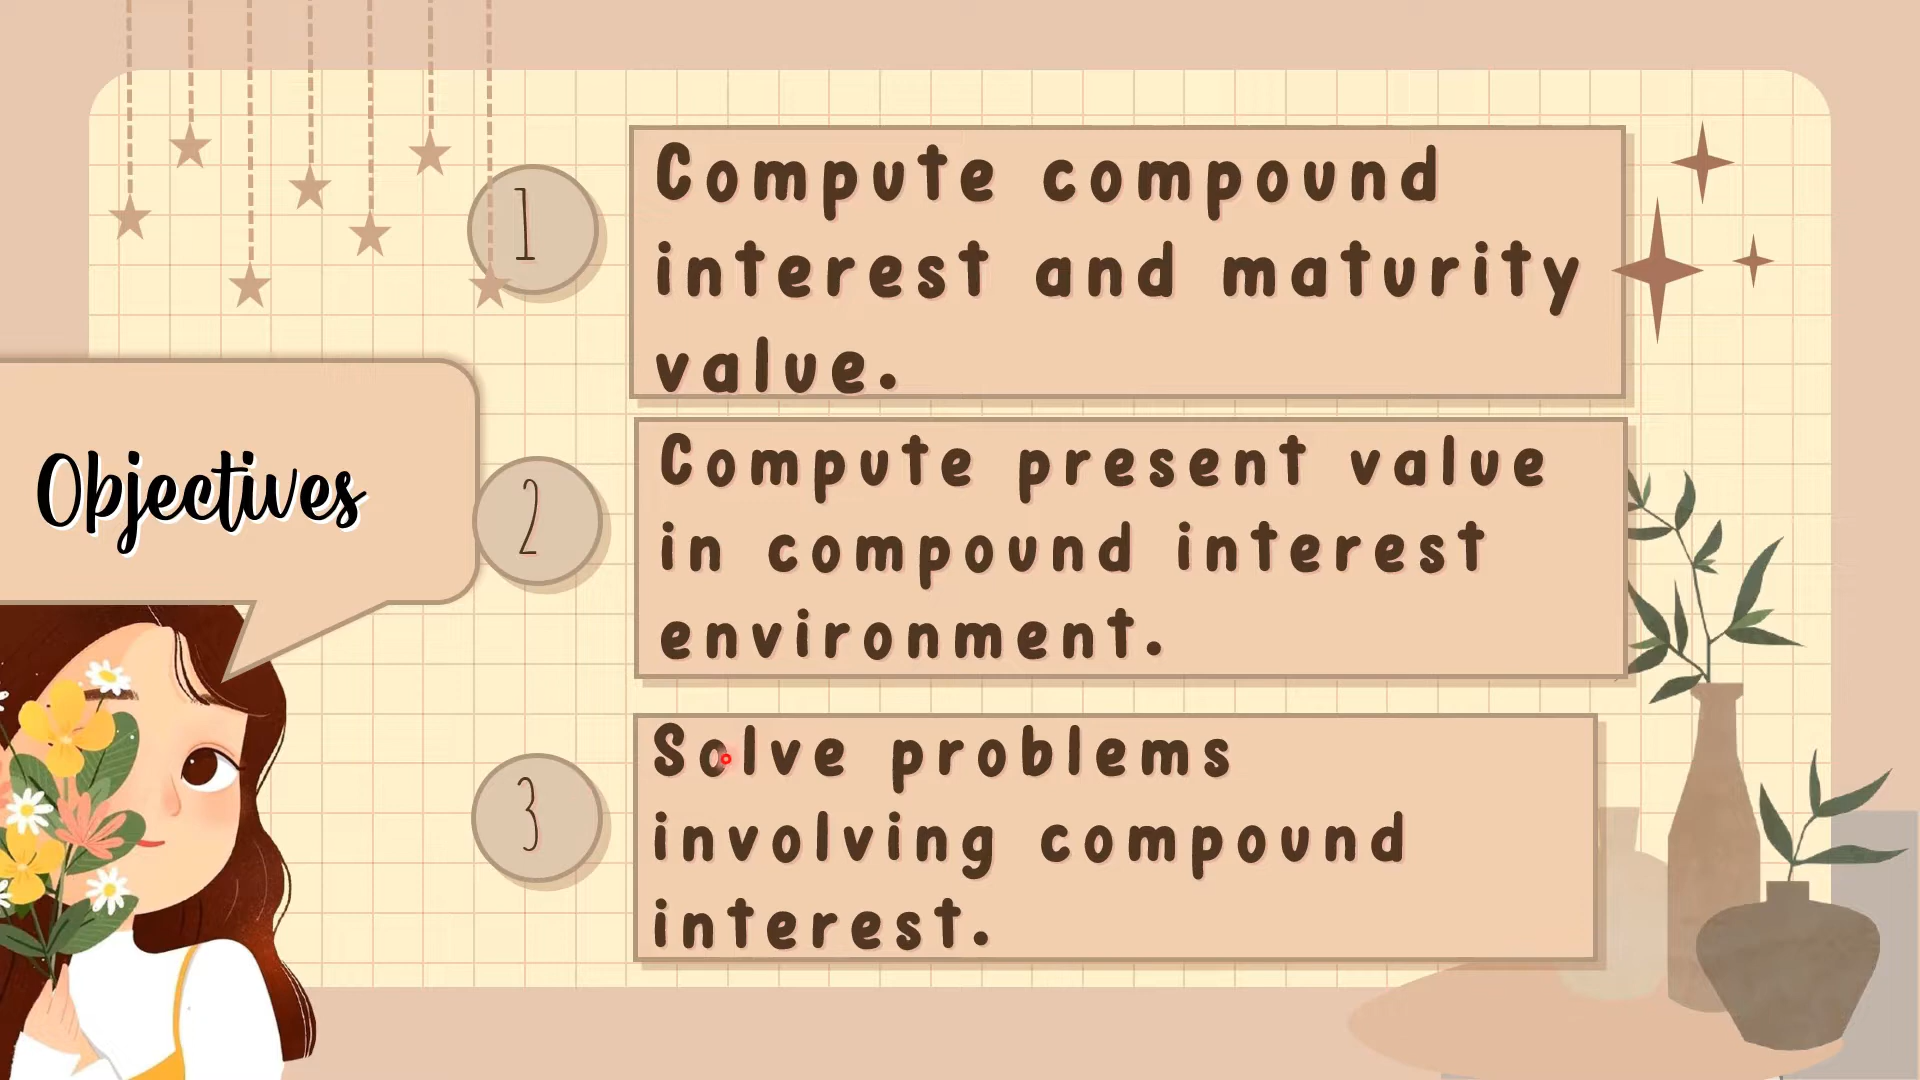 Objectives
1
Compute compound
interest and maturity
value.
2
Compute present value
in compound interest
environment.
3
Solve problems
involving compound
interest.